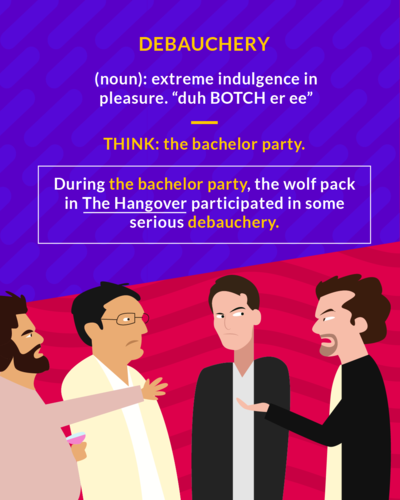 DEBAUCHERY
(noun): extreme indulgence in
pleasure. “duh BOTCH er ee”
THINK: the bachelor party.
During the bachelor party, the wolf pack
in The Hangover participated in some
serious debauchery.